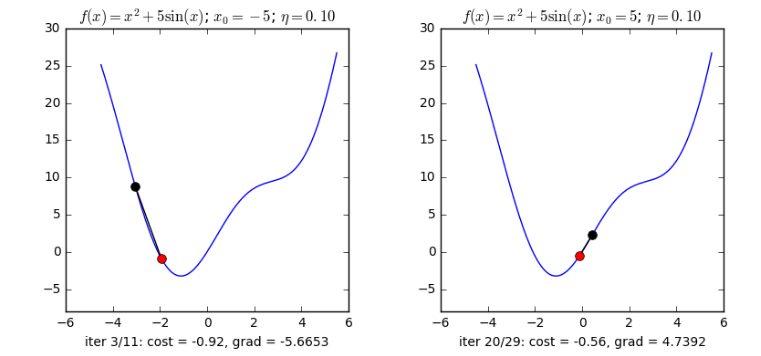 f(x) = x² + 5sin(x); x₀ = −5; η = 0.10
30
25
20
15
10
5
0
−5
−6 −4 −2 0 2 4 6
iter 3/11: cost = -0.92, grad = -5.6653
f(x) = x² + 5sin(x); x₀ = 5; η = 0.10
30
25
20
15
10
5
0
−5
−6 −4 −2 0 2 4 6
iter 20/29: cost = -0.56, grad = 4.7392